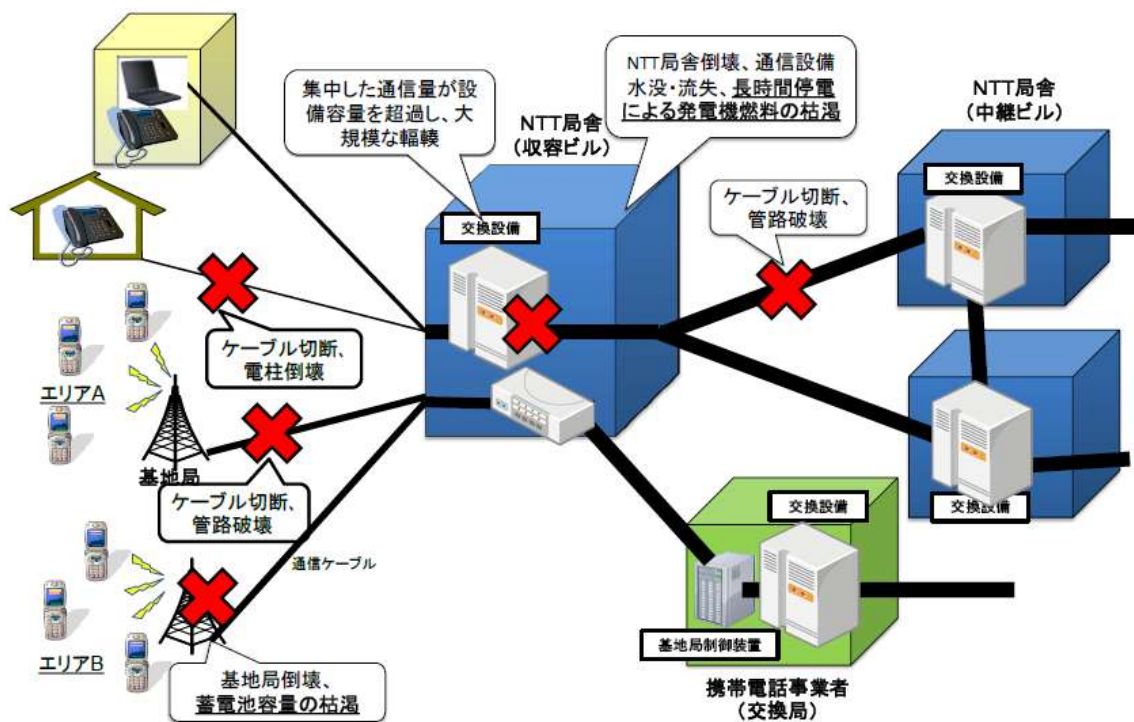 集中した通信量が設
備容量を超過し、大
規模な輻輳
NTT局舎
(収容ビル)
NTT局舎倒壊、通信設備
水没・流失、長時間停電
による発電機燃料の枯渇
NTT局舎
(中継ビル)
交換設備
ケーブル切断、
管路破壊
交換設備
ケーブル切断、
電柱倒壊
エリアA
基地局
ケーブル切断、
管路破壊
交換設備
交換設備
通信ケーブル
エリアB
基地局倒壊、
蓄電池容量の枯渇
基地局制御装置
携帯電話事業者
(交換局)